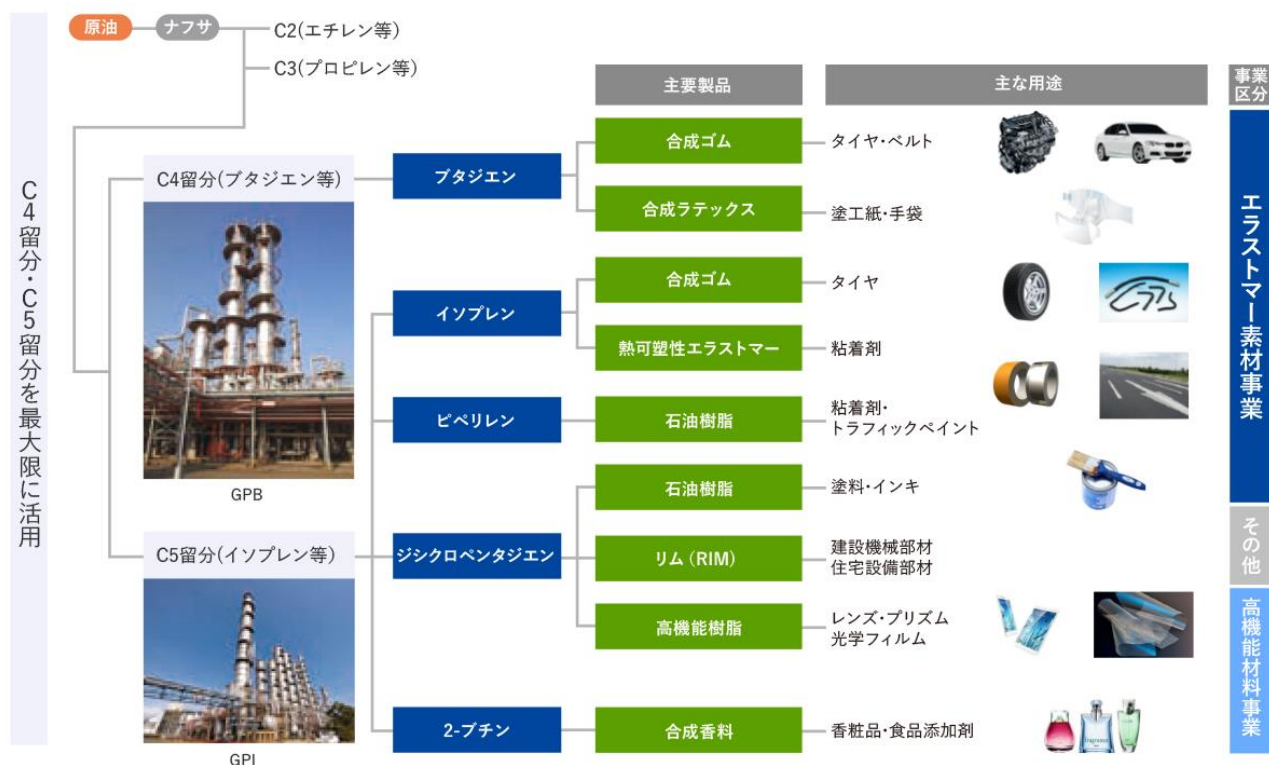 原油
ナフサ
C2(エチレン等)
C3(プロピレン等)
主要製品
主な用途
事業
区分
C4留分・C5留分を最大限に活用
C4留分(ブタジエン等)
GPB
ブタジエン
合成ゴム
タイヤ・ベルト
合成ラテックス
塗工紙・手袋
イソプレン
合成ゴム
タイヤ
熱可塑性エラストマー
粘着剤
ピペリレン
石油樹脂
粘着剤・
トラフィックペイント
C5留分(イソプレン等)
GPI
ジシクロペンタジエン
石油樹脂
塗料・インキ
リム(RIM)
建設機械部材
住宅設備部材
高機能樹脂
レンズ・プリズム
光学フィルム
2-ブチン
合成香料
香粧品・食品添加剤
エラストマー素材事業
その他
高機能材料事業